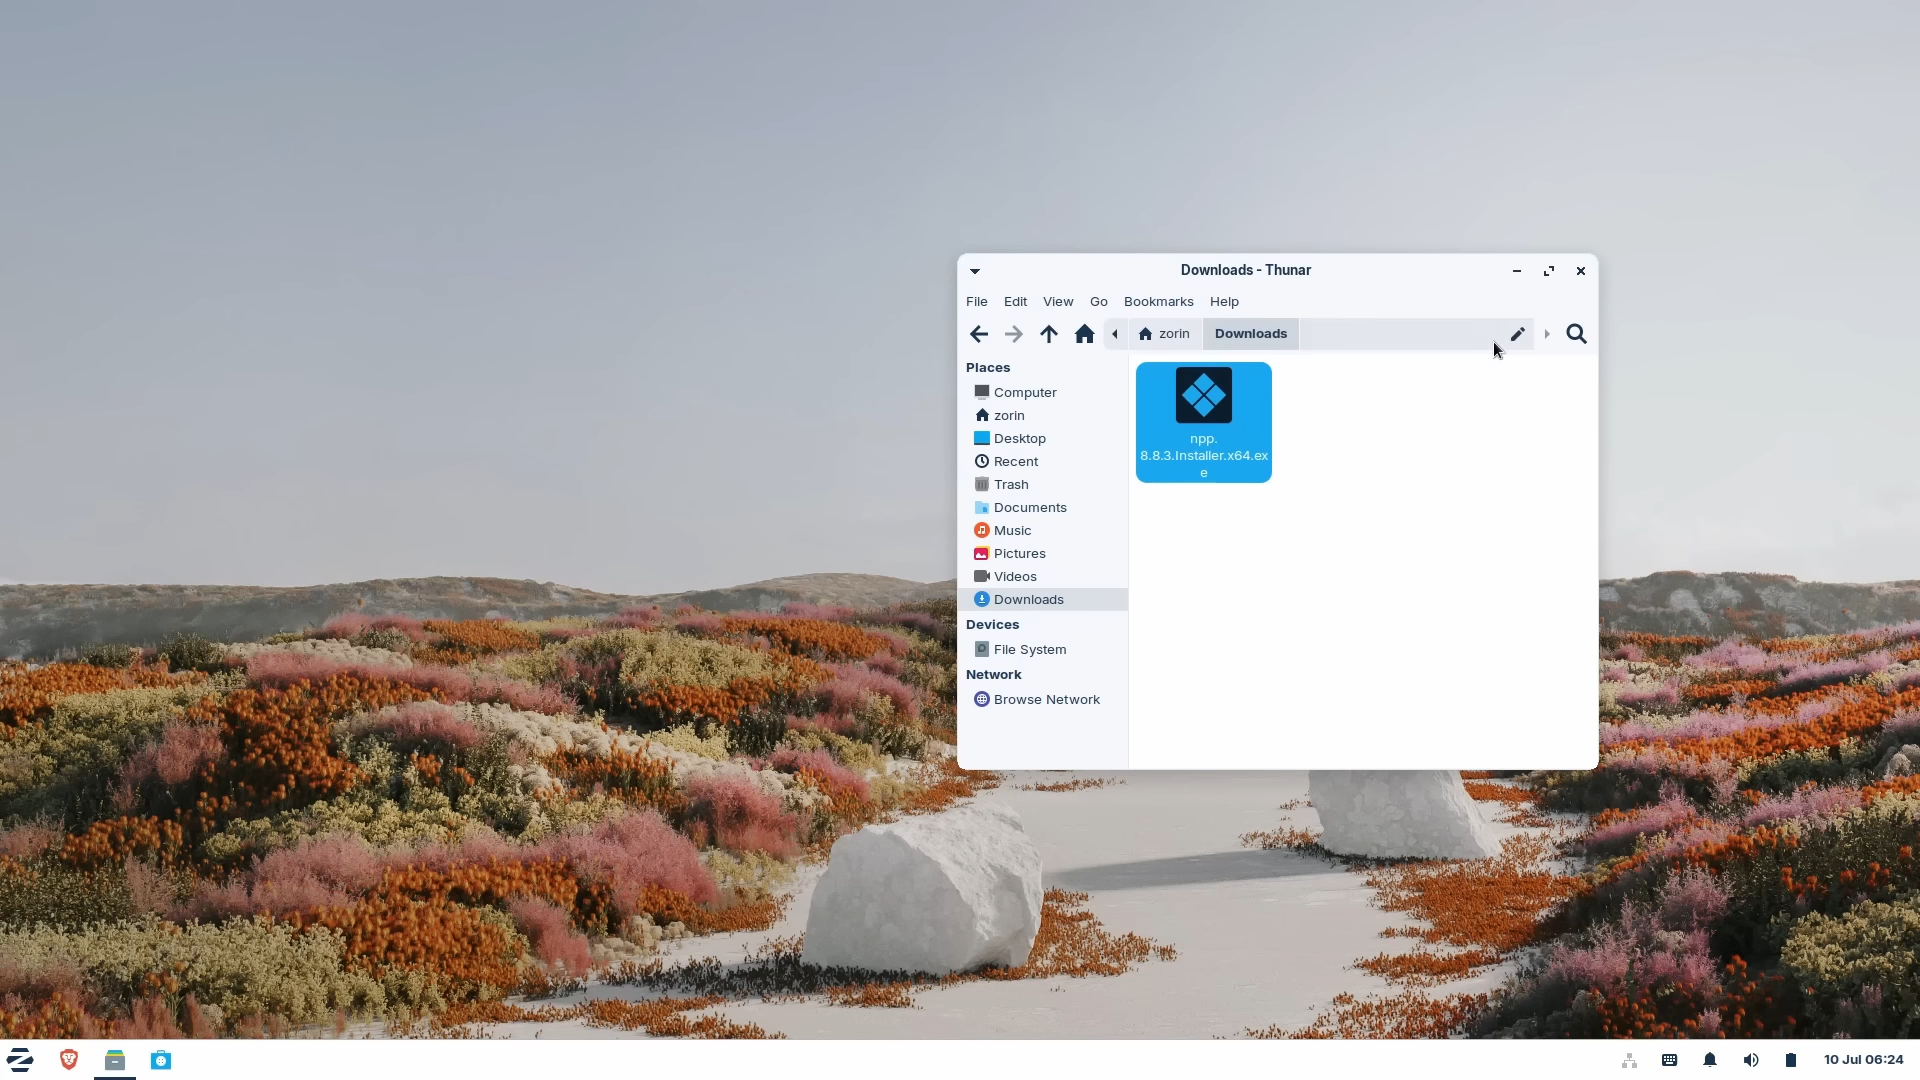 Downloads - Thunar
File Edit View Go Bookmarks Help
zorin Downloads
Places
Computer
zorin
Desktop
Recent
Trash
Documents
Music
Pictures
Videos
Downloads
Devices
File System
Network
Browse Network
npp.
8.8.3.Installer.x64.ex
e
10 Jul 06:24